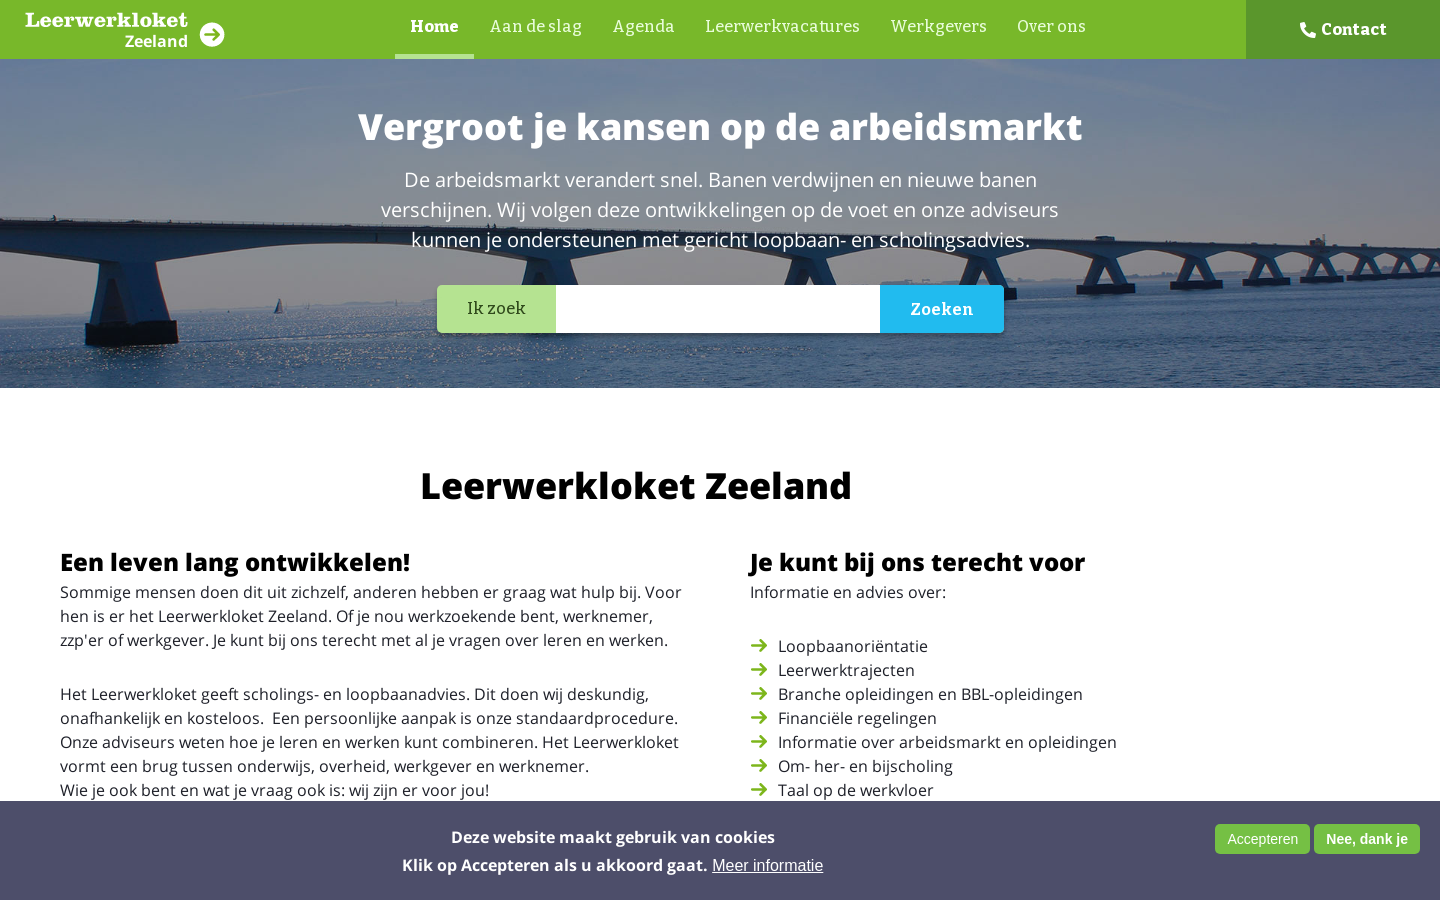 Leerwerkloket
Zeeland
Home
Aan de slag
Agenda
Leerwerkvacatures
Werkgevers
Over ons
Contact
Vergroot je kansen op de arbeidsmarkt
De arbeidsmarkt verandert snel. Banen verdwijnen en nieuwe banen
verschijnen. Wij volgen deze ontwikkelingen op de voet en onze adviseurs
kunnen je ondersteunen met gericht loopbaan- en scholingsadvies.
Ik zoek
Zoeken
Leerwerkloket Zeeland
Een leven lang ontwikkelen!
Sommige mensen doen dit uit zichzelf, anderen hebben er graag wat hulp bij. Voor
hen is er het Leerwerkloket Zeeland. Of je nou werkzoekende bent, werknemer,
zzp'er of werkgever. Je kunt bij ons terecht met al je vragen over leren en werken.
Het Leerwerkloket geeft scholings- en loopbaanadvies. Dit doen wij deskundig,
onafhankelijk en kosteloos.  Een persoonlijke aanpak is onze standaardprocedure.
Onze adviseurs weten hoe je leren en werken kunt combineren. Het Leerwerkloket
vormt een brug tussen onderwijs, overheid, werkgever en werknemer.
Wie je ook bent en wat je vraag ook is: wij zijn er voor jou!
Je kunt bij ons terecht voor
Informatie en advies over:
Loopbaanoriëntatie
Leerwerktrajecten
Branche opleidingen en BBL-opleidingen
Financiële regelingen
Informatie over arbeidsmarkt en opleidingen
Om- her- en bijscholing
Taal op de werkvloer
Deze website maakt gebruik van cookies
Klik op Accepteren als u akkoord gaat. Meer informatie
Accepteren
Nee, dank je